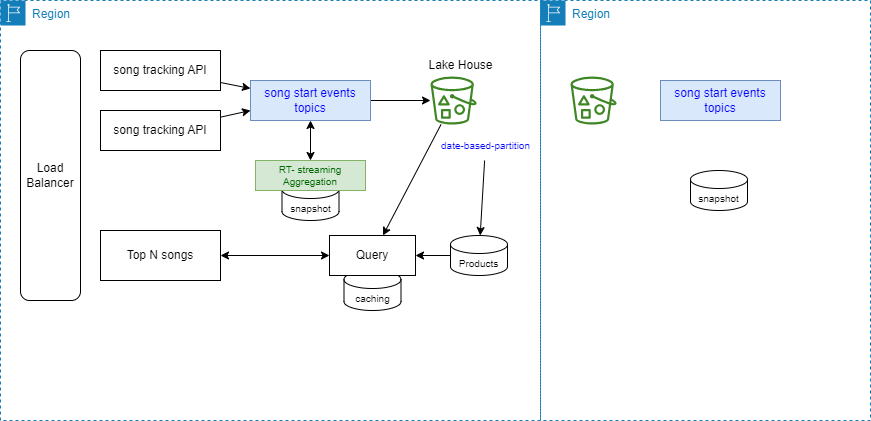 Region
Region
Lake House
song tracking API
song start events
topics
song start events
topics
song tracking API
date-based-partition
Load
Balancer
RT- streaming
Aggregation
snapshot
snapshot
Top N songs
Query
Products
caching